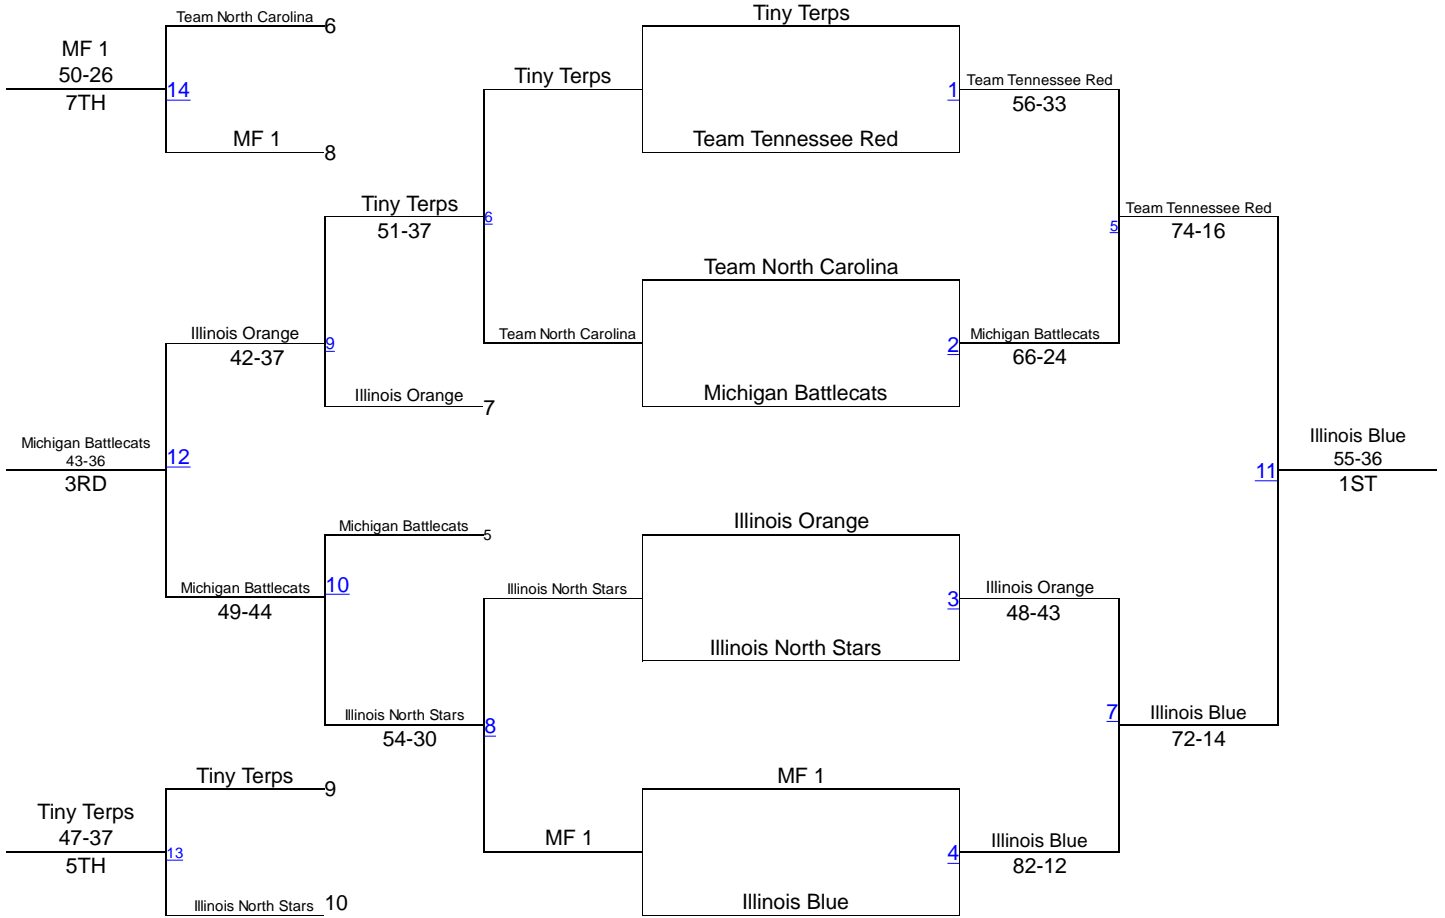 Team North Carolina
6
MF 1
50-26
7TH
14
MF 1
8
Tiny Terps
Tiny Terps
1
Team Tennessee Red
56-33
Team Tennessee Red
Tiny Terps
51-37
6
Team Tennessee Red
74-16
5
Team North Carolina
Team North Carolina
2
Michigan Battlecats
66-24
Michigan Battlecats
Illinois Orange
42-37
9
Illinois Orange
7
Michigan Battlecats
43-36
3RD
12
Illinois Blue
55-36
1ST
11
Michigan Battlecats
5
Illinois Orange
Michigan Battlecats
49-44
10
Illinois North Stars
3
Illinois Orange
48-43
Illinois North Stars
Illinois North Stars
54-30
8
7
Illinois Blue
72-14
Tiny Terps
9
MF 1
Tiny Terps
47-37
5TH
13
MF 1
4
Illinois Blue
82-12
Illinois North Stars
10
Illinois Blue